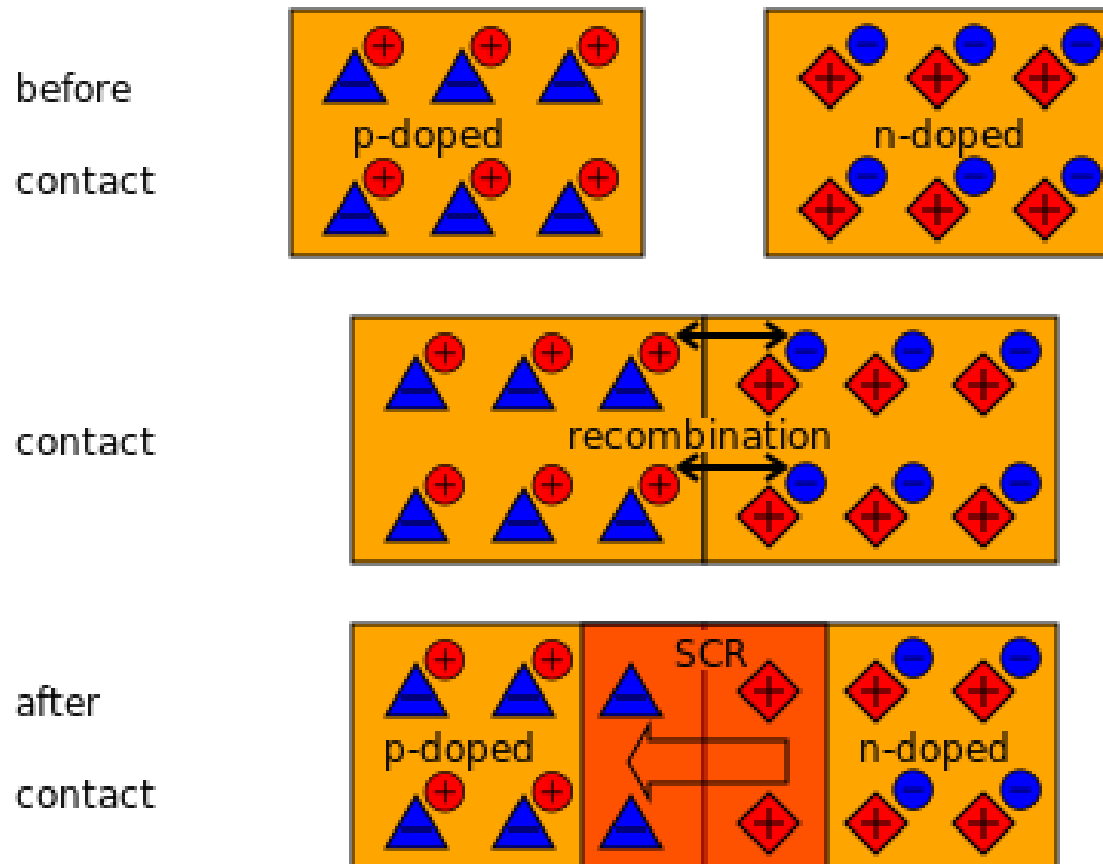 before
contact
p-doped
n-doped
contact
recombination
after
contact
SCR
p-doped
n-doped